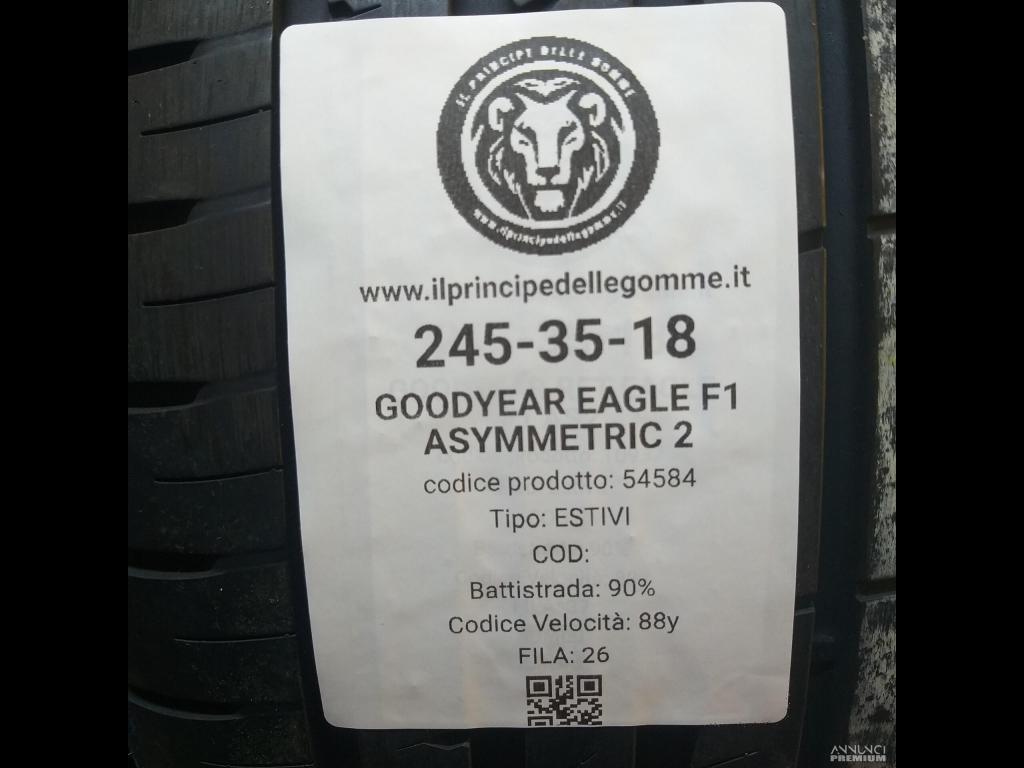 IL PRINCIPE DELLE GOMME
www.ilprincipedellegomme.it
www.ilprincipedellegomme.it
245-35-18
GOODYEAR EAGLE F1
ASYMMETRIC 2
codice prodotto: 54584
Tipo: ESTIVI
COD:
Battistrada: 90%
Codice Velocità: 88y
FILA: 26
ANNUNCI
PREMIUM